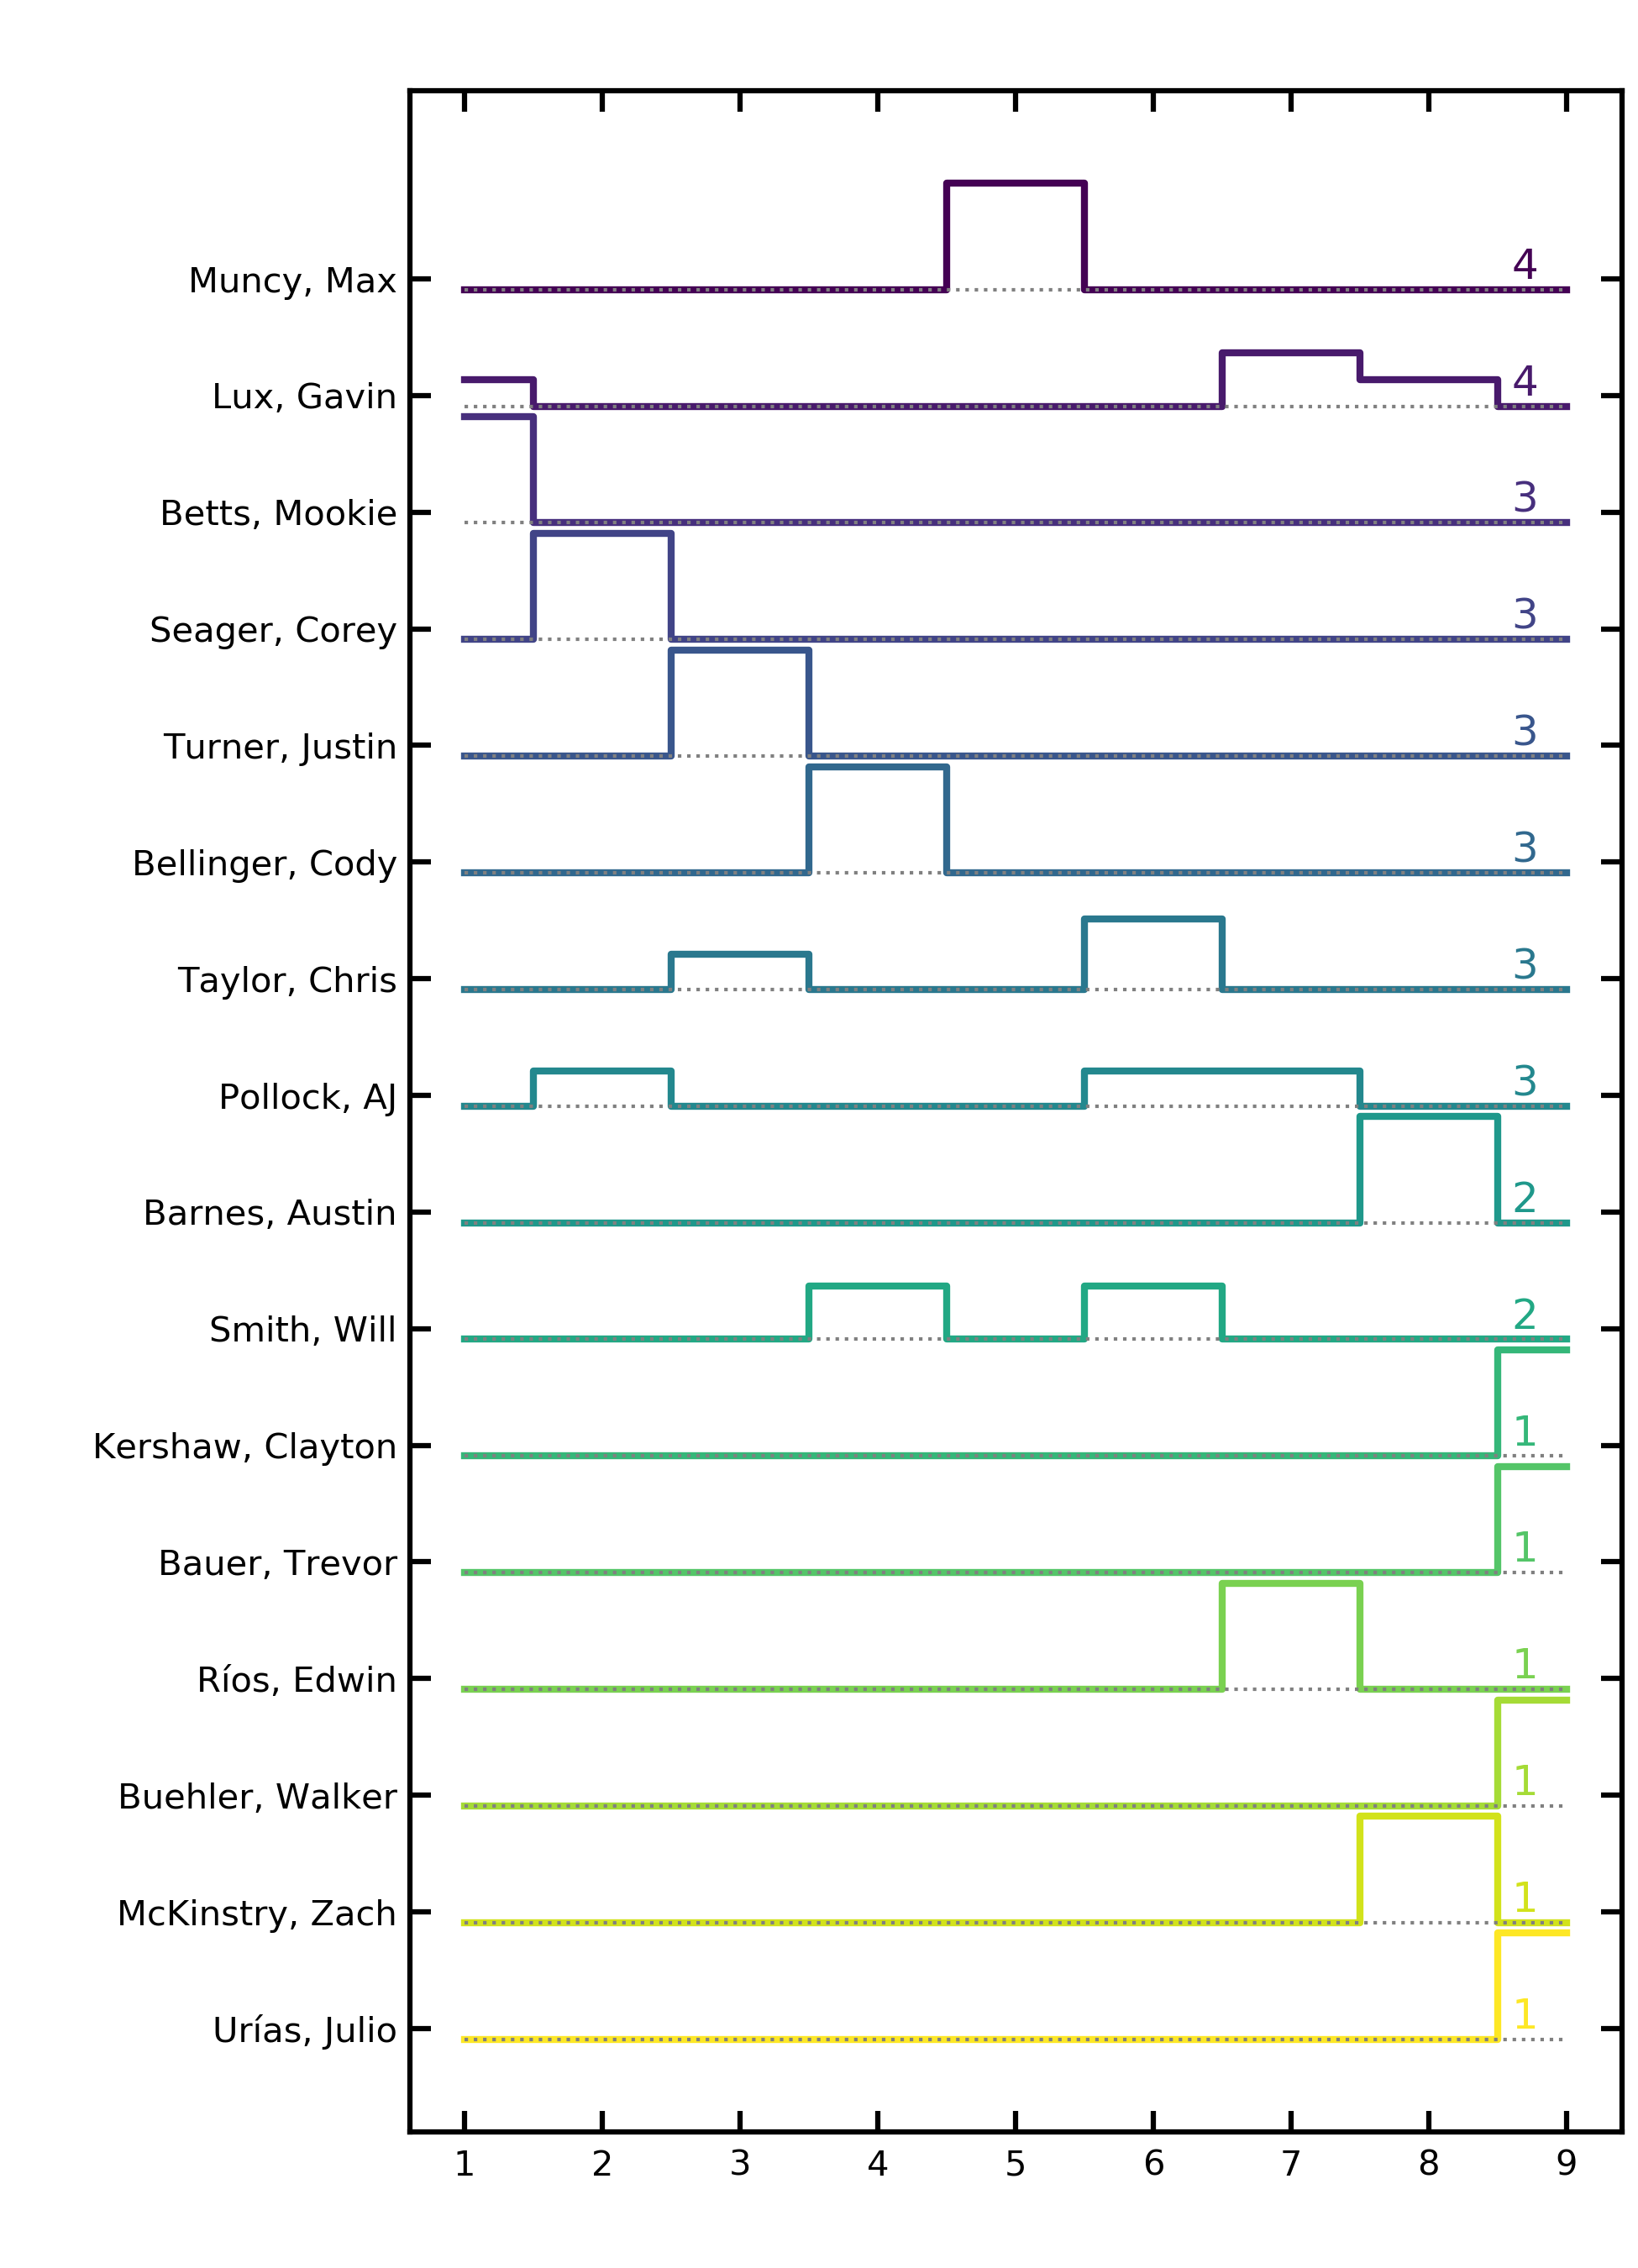 Muncy, Max 4
Lux, Gavin 4
Betts, Mookie 3
Seager, Corey 3
Turner, Justin 3
Bellinger, Cody 3
Taylor, Chris 3
Pollock, AJ 3
Barnes, Austin 2
Smith, Will 2
Kershaw, Clayton 1
Bauer, Trevor 1
Ríos, Edwin 1
Buehler, Walker 1
McKinstry, Zach 1
Urías, Julio 1
1 2 3 4 5 6 7 8 9